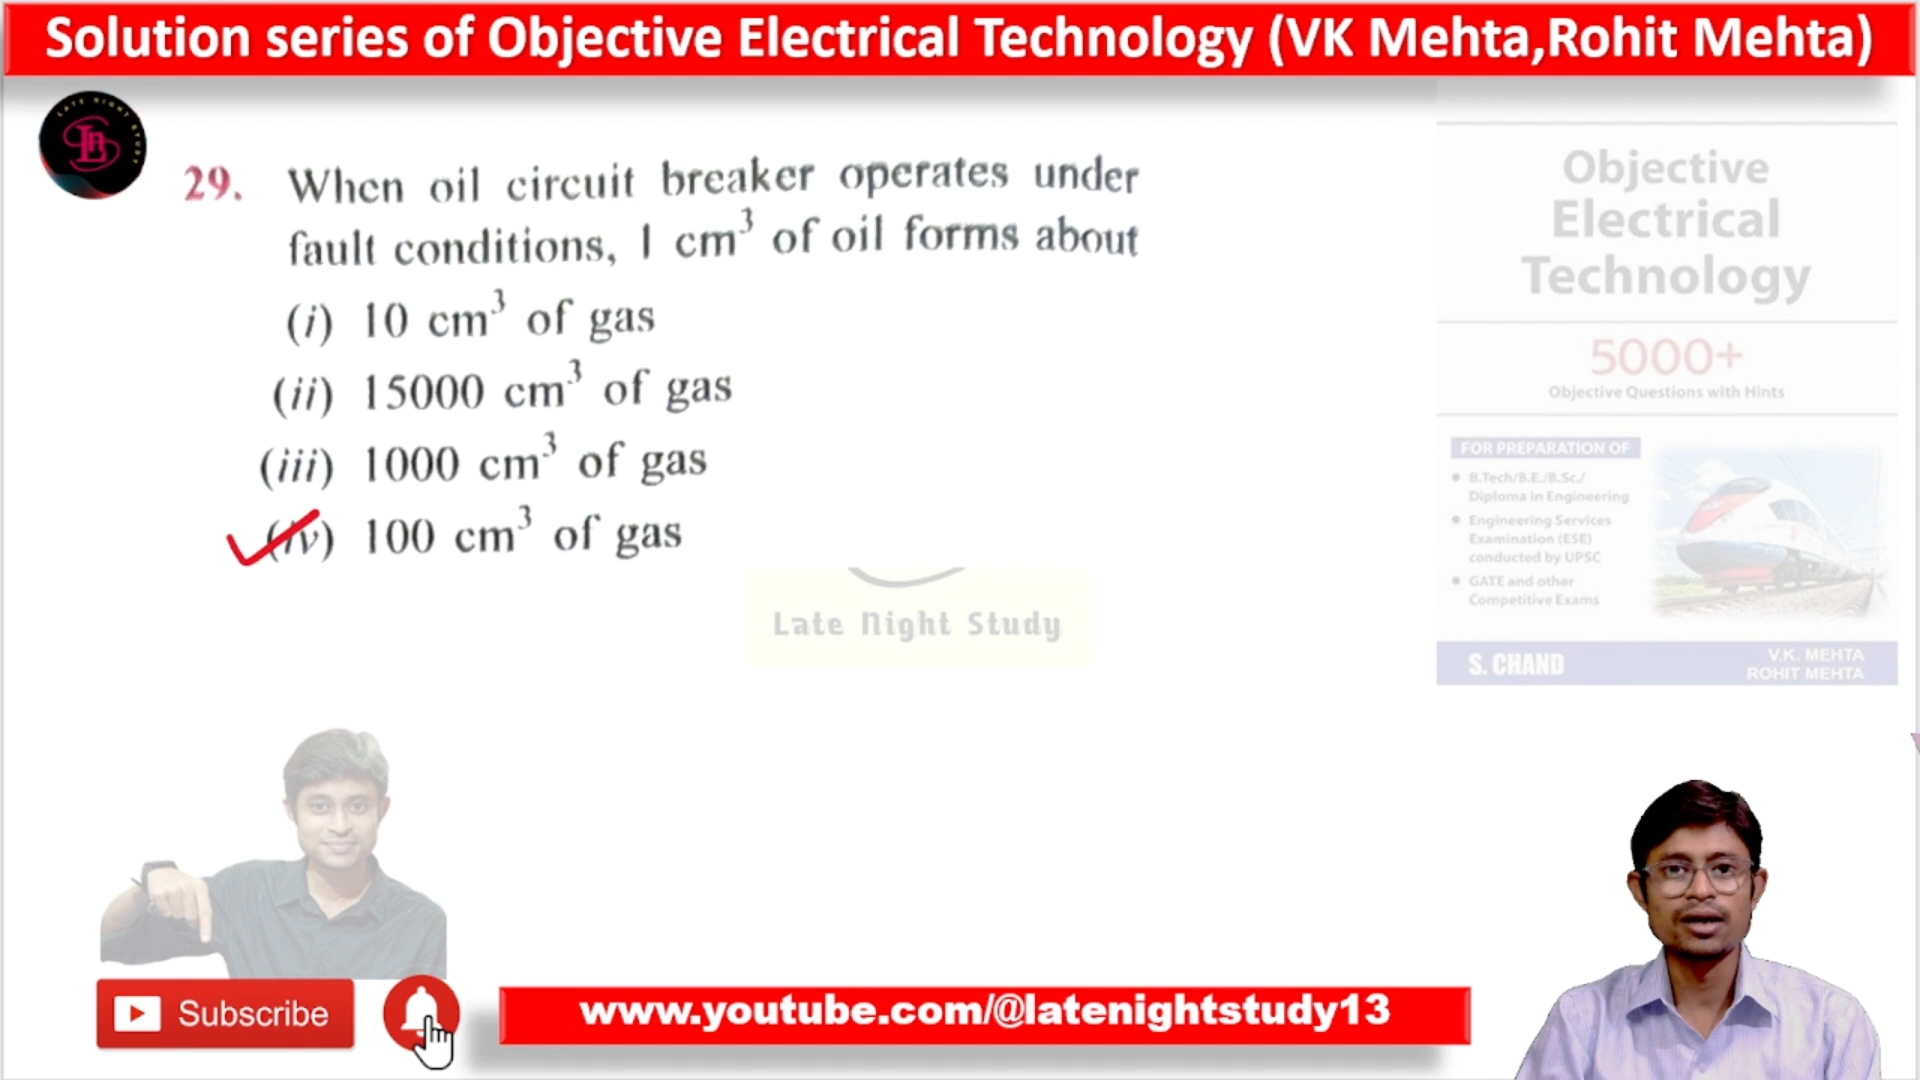 Solution series of Objective Electrical Technology (VK Mehta,Rohit Mehta)
LATE NIGHT STUDY
29. When oil circuit breaker operates under
fault conditions, 1 cm³ of oil forms about
(i) 10 cm³ of gas
(ii) 15000 cm³ of gas
(iii) 1000 cm³ of gas
(iv) 100 cm³ of gas
Late Night Study
Objective
Electrical
Technology
5000+
Objective Questions with Hints
FOR PREPARATION OF
• B.Tech/B.E./B.Sc./
Diploma in Engineering
• Engineering Services
Examination (ESE)
conducted by UPSC
• GATE and other
Competitive Exams
S. CHAND
V.K. MEHTA
ROHIT MEHTA
Subscribe
www.youtube.com/@latenightstudy13